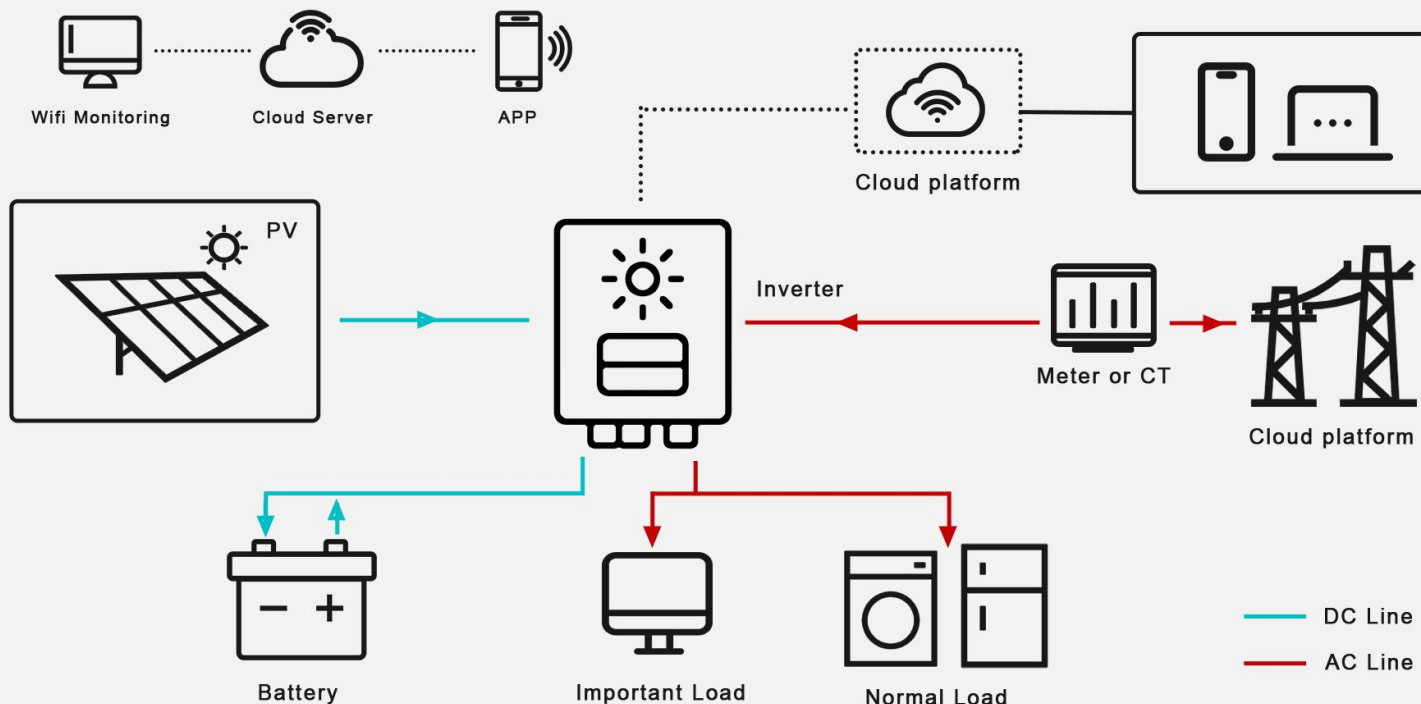 Wifi Monitoring
Cloud Server
APP
Cloud platform
PV
Inverter
Meter or CT
Cloud platform
Battery
Important Load
Normal Load
DC Line
AC Line